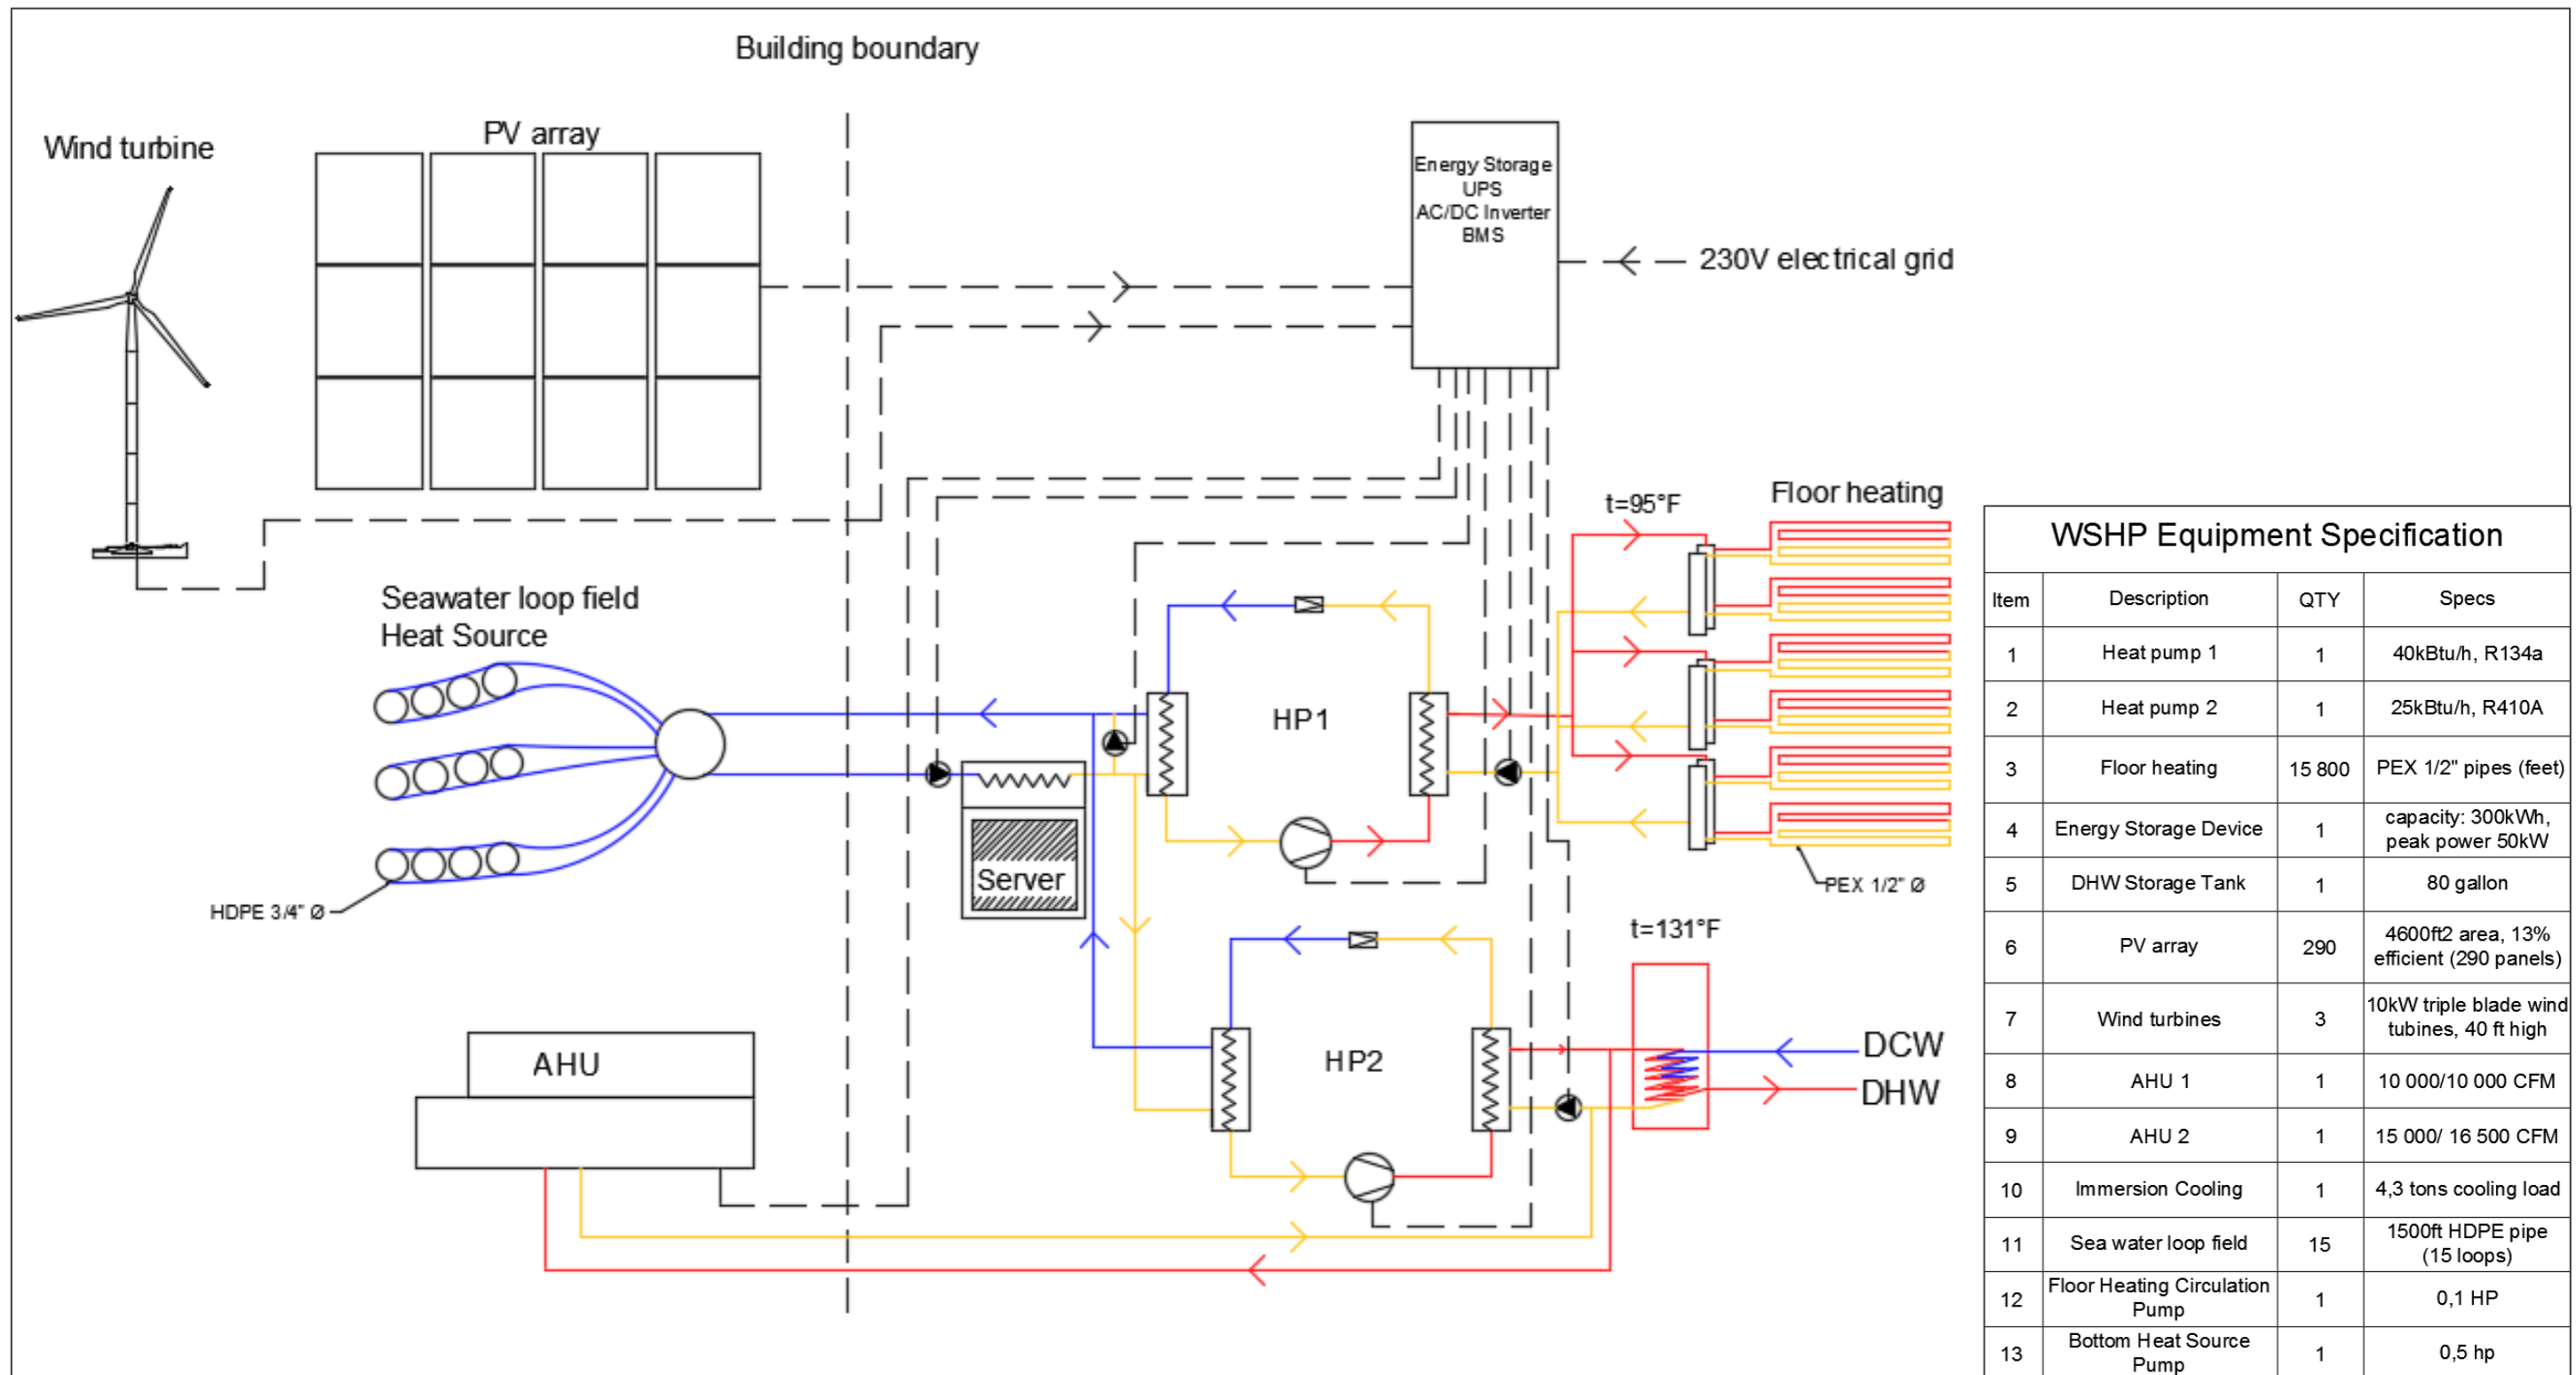 Building boundary
Wind turbine
PV array
Energy Storage
UPS
AC/DC Inverter
BMS
230V electrical grid
Seawater loop field
Heat Source
HDPE 3/4" Ø
Server
AHU
HP1
HP2
t=95°F
Floor heating
PEX 1/2" Ø
t=131°F
DCW
DHW
WSHP Equipment Specification
Item Description QTY Specs
1 Heat pump 1 1 40kBtu/h, R134a
2 Heat pump 2 1 25kBtu/h, R410A
3 Floor heating 15 800 PEX 1/2" pipes (feet)
4 Energy Storage Device 1 capacity: 300kWh,
peak power 50kW
5 DHW Storage Tank 1 80 gallon
6 PV array 290 4600ft2 area, 13%
efficient (290 panels)
7 Wind turbines 3 10kW triple blade wind
tubines, 40 ft high
8 AHU 1 1 10 000/10 000 CFM
9 AHU 2 1 15 000/ 16 500 CFM
10 Immersion Cooling 1 4,3 tons cooling load
11 Sea water loop field 15 1500ft HDPE pipe
(15 loops)
12 Floor Heating Circulation
Pump 1 0,1 HP
13 Bottom Heat Source
Pump 1 0,5 hp